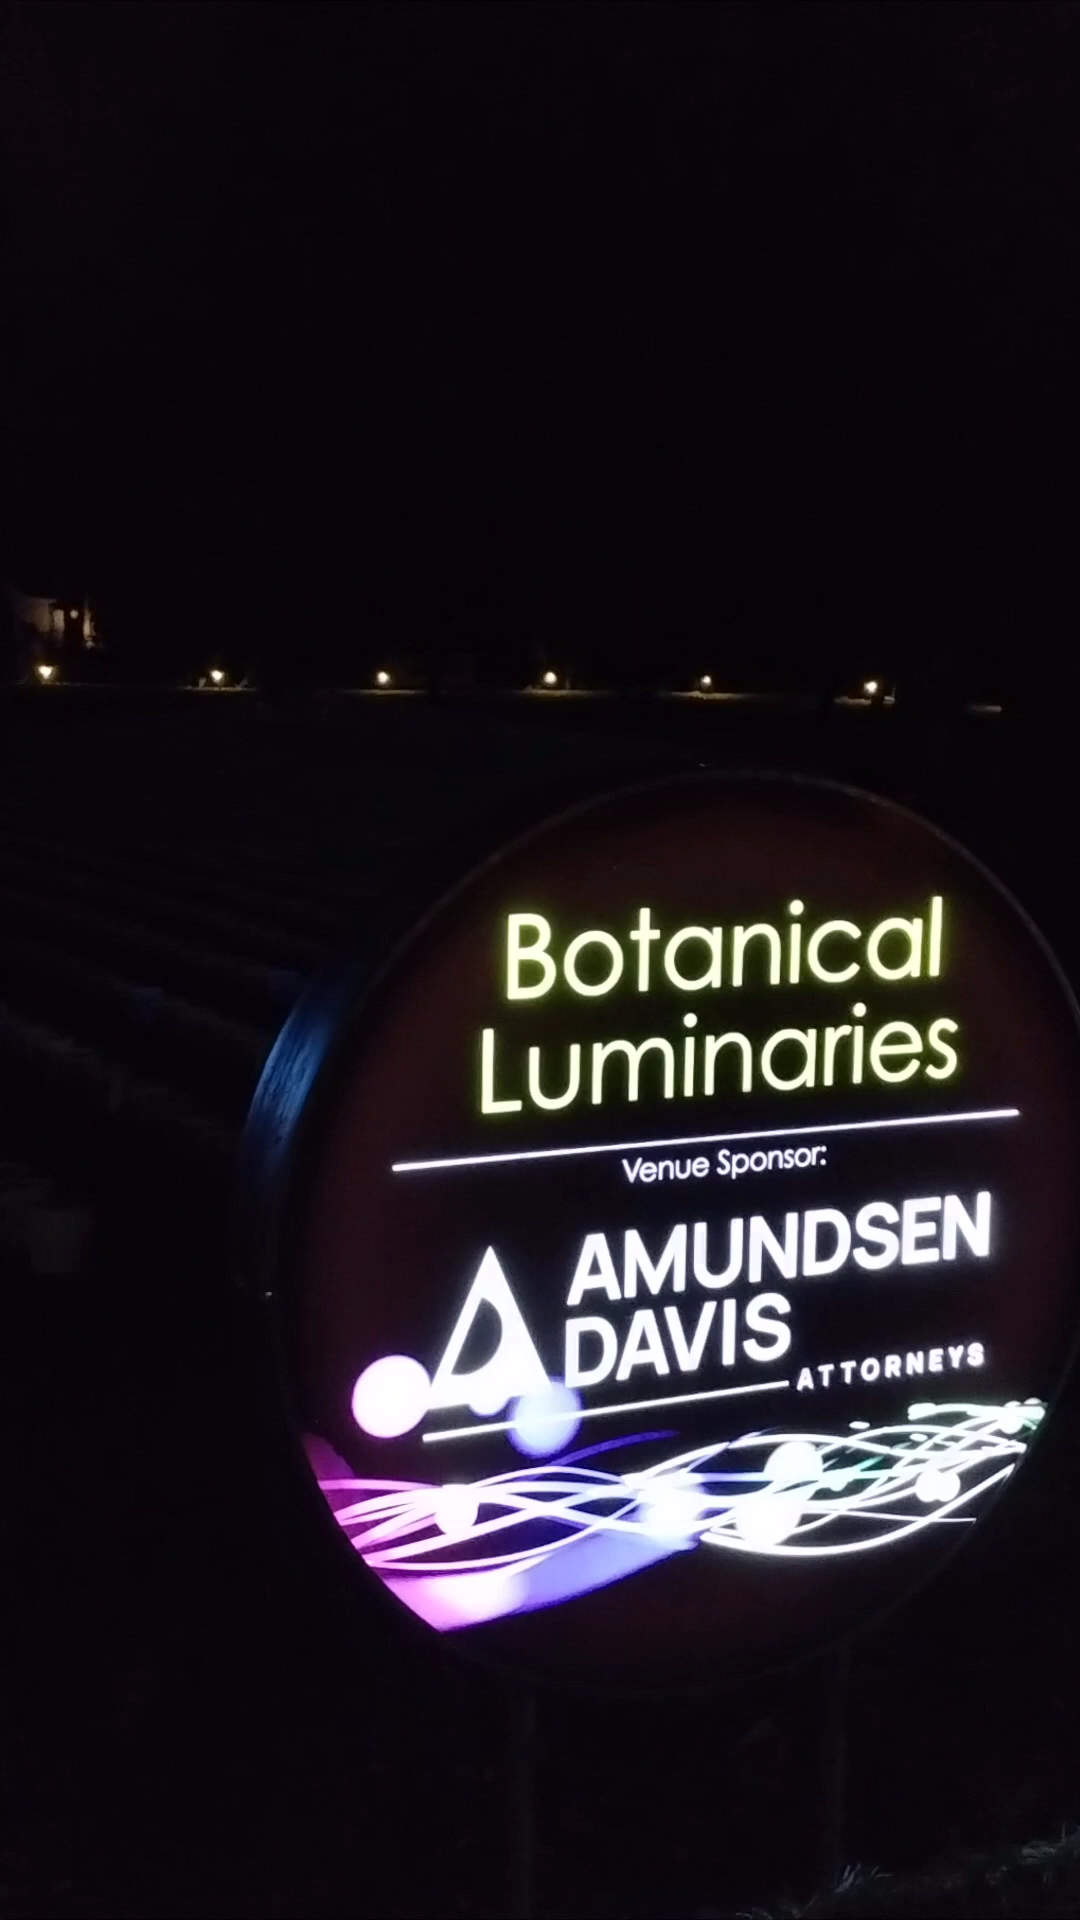 Botanical
Luminaries
Venue Sponsor:
AMUNDSEN
DAVIS
ATTORNEYS